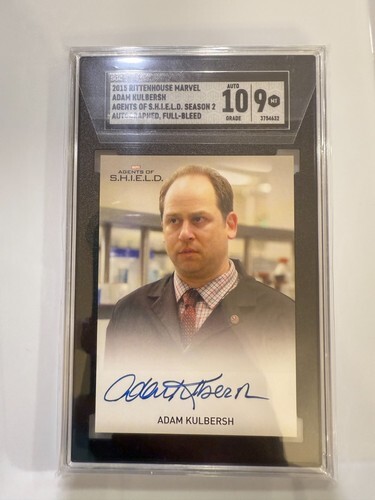 2015 RITTENHOUSE MARVEL
ADAM KULBERSH
AGENTS OF S.H.I.E.L.D. SEASON 2
AUTOGRAPHED, FULL-BLEED
AUTO
10
GRADE
9
MT
3754632
AGENTS OF
S.H.I.E.L.D.
Adam Kulbersh
ADAM KULBERSH